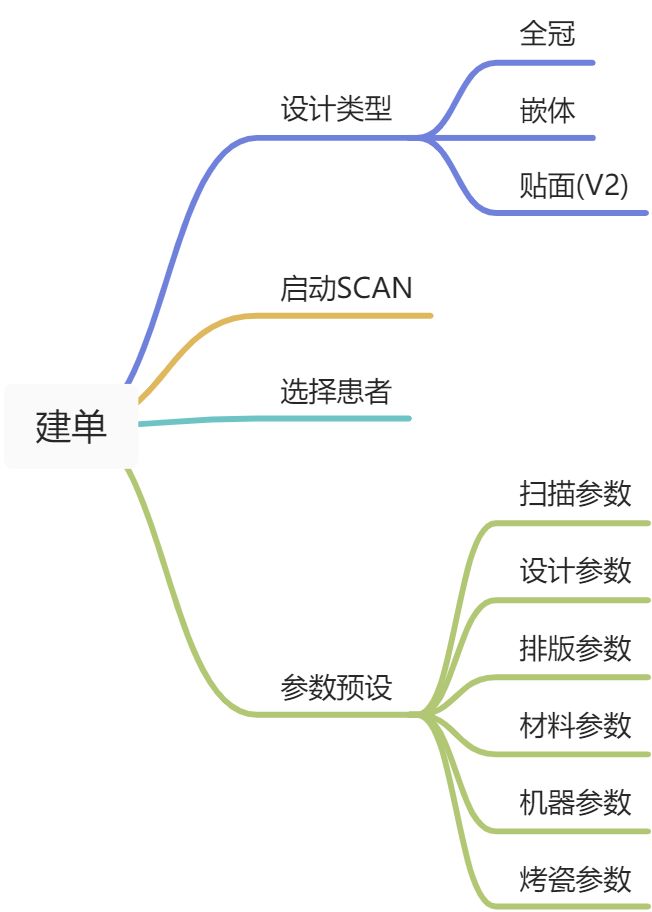 建单
设计类型
全冠
嵌体
贴面(V2)
启动SCAN
选择患者
参数预设
扫描参数
设计参数
排版参数
材料参数
机器参数
烤瓷参数